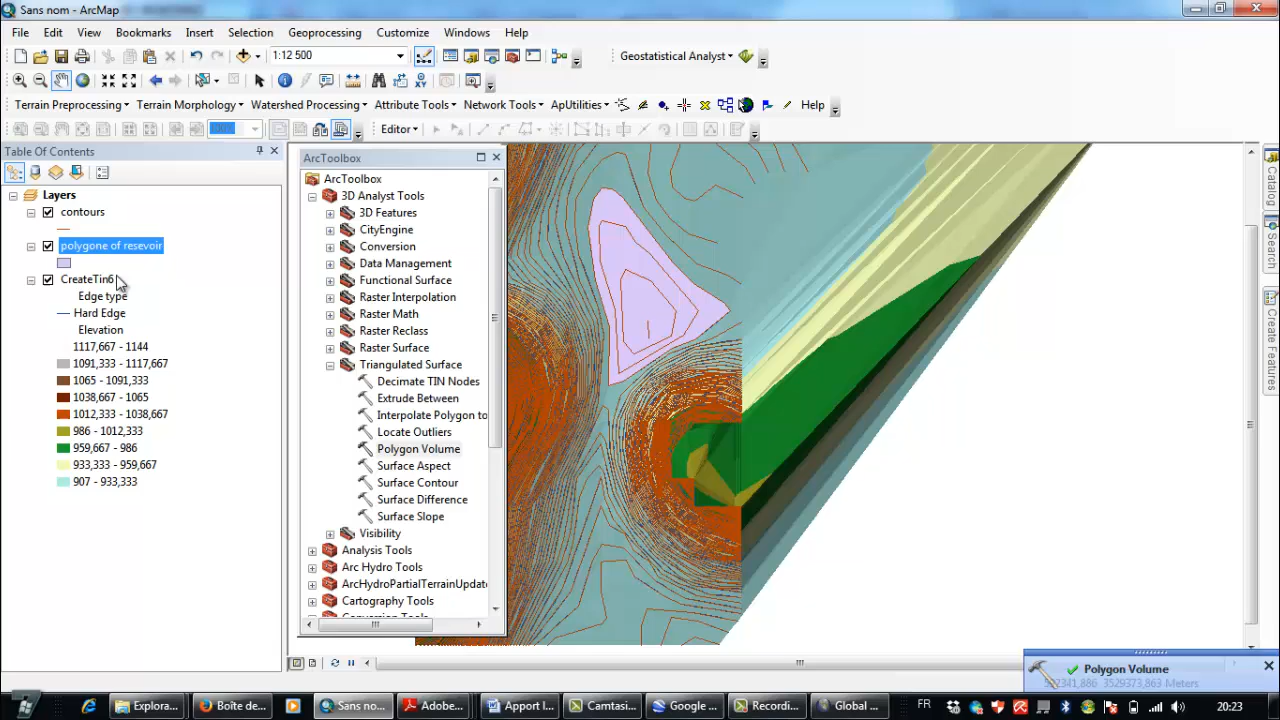 Sans nom - ArcMap
File Edit View Bookmarks Insert Selection Geoprocessing Customize Windows Help
1:12 500 Geostatistical Analyst
Terrain Preprocessing Terrain Morphology Watershed Processing Attribute Tools Network Tools ApUtilities Help
Editor
Table Of Contents
Layers
contours
polygone of resevoir
CreateTin6
Edge type
Hard Edge
Elevation
1117,667 - 1144
1091,333 - 1117,667
1065 - 1091,333
1038,667 - 1065
1012,333 - 1038,667
986 - 1012,333
959,667 - 986
933,333 - 959,667
907 - 933,333
ArcToolbox
ArcToolbox
3D Analyst Tools
3D Features
CityEngine
Conversion
Data Management
Functional Surface
Raster Interpolation
Raster Math
Raster Reclass
Raster Surface
Triangulated Surface
Decimate TIN Nodes
Extrude Between
Interpolate Polygon to
Locate Outliers
Polygon Volume
Surface Aspect
Surface Contour
Surface Difference
Surface Slope
Visibility
Analysis Tools
Arc Hydro Tools
ArcHydroPartialTerrainUpdate
Cartography Tools
Catalog
Search
Create Features
Polygon Volume
Explora...
Boîte de...
Sans no...
Adobe...
Apport I...
Camtasi...
Google ...
Recordi...
Global ...
FR
20:23